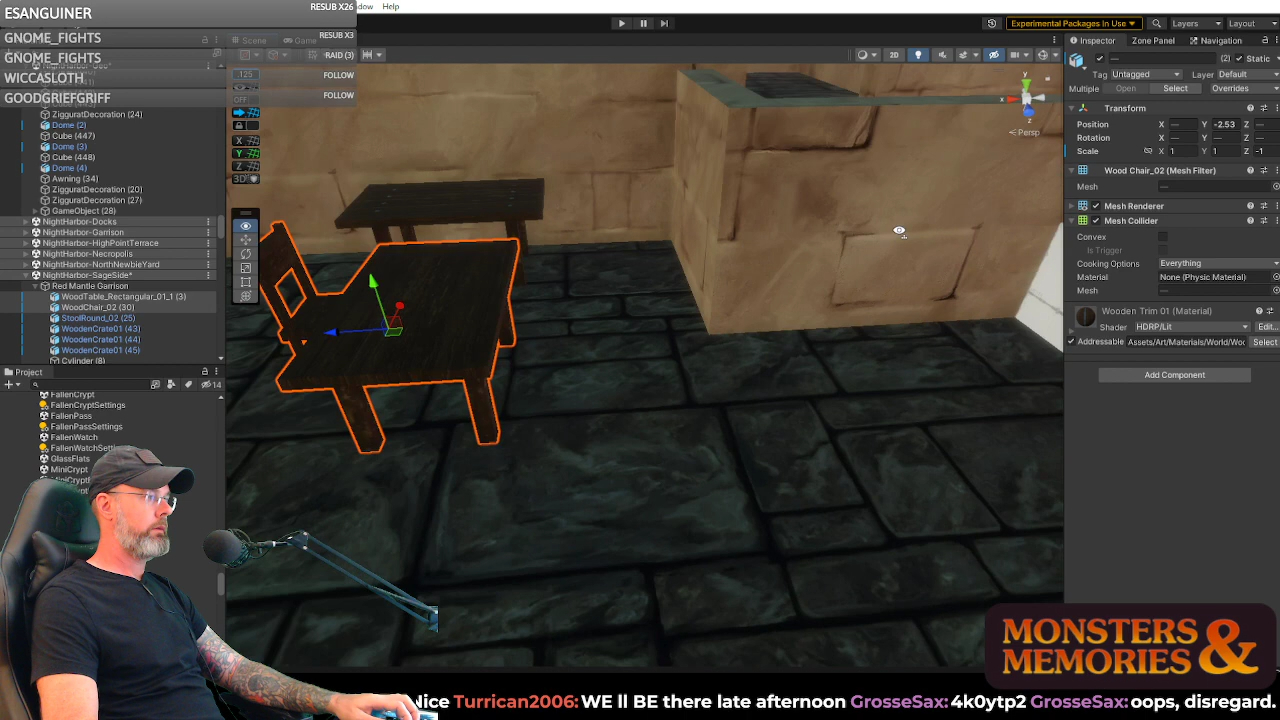 ESANGUINER RESUB X26
GNOME_FIGHTS RESUB X3
GNOME_FIGHTS RAID (3)
WICCASLOTH FOLLOW
GOODGRIEFGRIFF FOLLOW
Help
Experimental Packages In Use
Layers
Layout
Scene
Game
2D
125
OFF
X
Y
Z
3D
y
x
z
Persp
ZigguratDecoration (24)
Dome (2)
Cube (447)
Dome (3)
Cube (448)
Dome (4)
Awning (34)
ZigguratDecoration (20)
ZigguratDecoration (27)
GameObject (28)
NightHarbor-Docks
NightHarbor-Garrison
NightHarbor-HighPointTerrace
NightHarbor-Necropolis
NightHarbor-NorthNewbieYard
NightHarbor-SageSide*
Red Mantle Garrison
WoodTable_Rectangular_01_1 (3)
WoodChair_02 (30)
StoolRound_02 (25)
WoodenCrate01 (43)
WoodenCrate01 (44)
WoodenCrate01 (45)
Cylinder (8)
Project
14
FallenCrypt
FallenCryptSettings
FallenPass
FallenPassSettings
FallenWatch
GlassFlats
MiniCrypt
Inspector Zone Panel Navigation
— (2) Static
Tag Untagged Layer Default
Multiple Open Select Overrides
Transform
Position X — Y -2.53 Z —
Rotation X — Y — Z —
Scale X 1 Y 1 Z -1
Wood Chair_02 (Mesh Filter)
Mesh —
Mesh Renderer
Mesh Collider
Convex
Is Trigger
Cooking Options Everything
Material None (Physic Material)
Mesh —
Wooden Trim 01 (Material)
Shader HDRP/Lit Edit...
Addressable Assets/Art/Materials/World/Woo Select
Add Component
MONSTERS & MEMORIES
Nice Turrican2006: WE ll BE there late afternoon GrosseSax: 4k0ytp2 GrosseSax: oops, disregard.